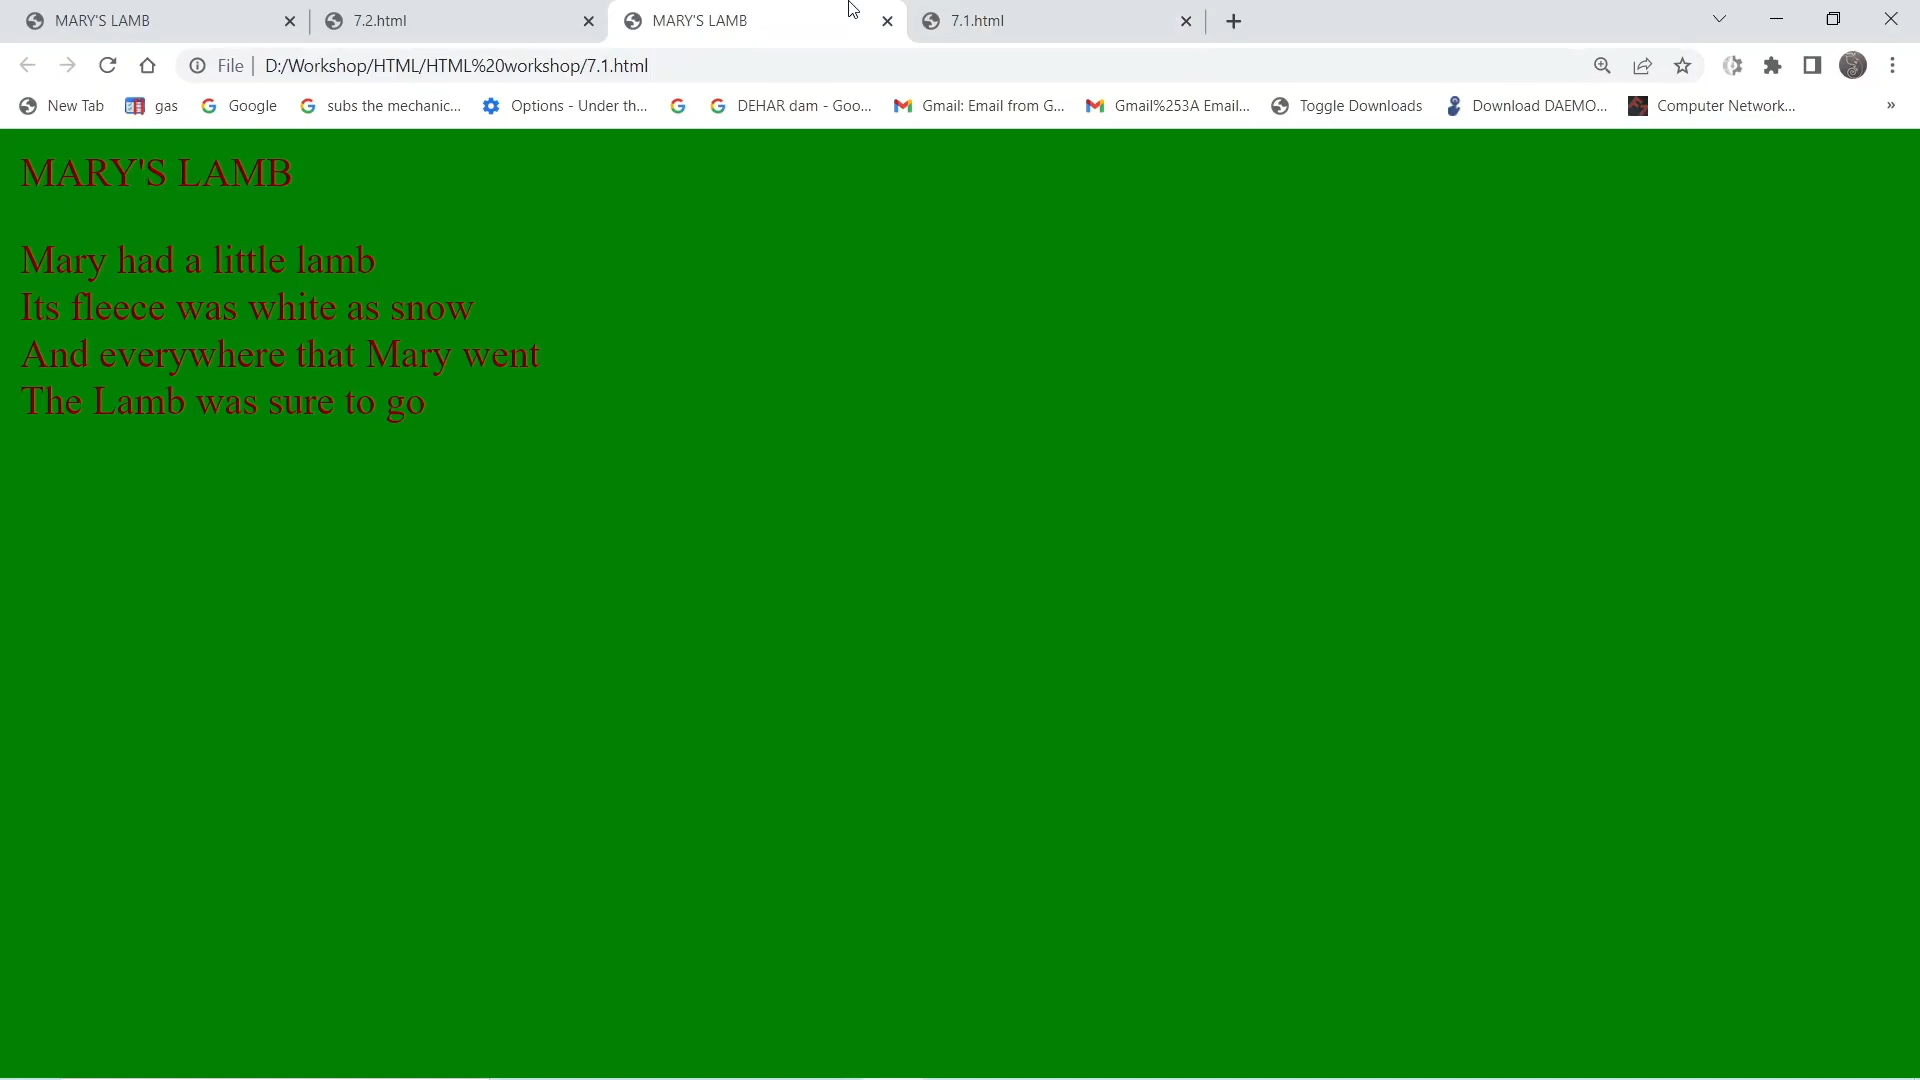 MARY'S LAMB
7.2.html
MARY'S LAMB
7.1.html
File | D:/Workshop/HTML/HTML%20workshop/7.1.html
New Tab
gas
Google
subs the mechanic...
Options - Under th...
DEHAR dam - Goo...
Gmail: Email from G...
Gmail%253A Email...
Toggle Downloads
Download DAEMO...
Computer Network...
»
MARY'S LAMB
Mary had a little lamb
Its fleece was white as snow
And everywhere that Mary went
The Lamb was sure to go